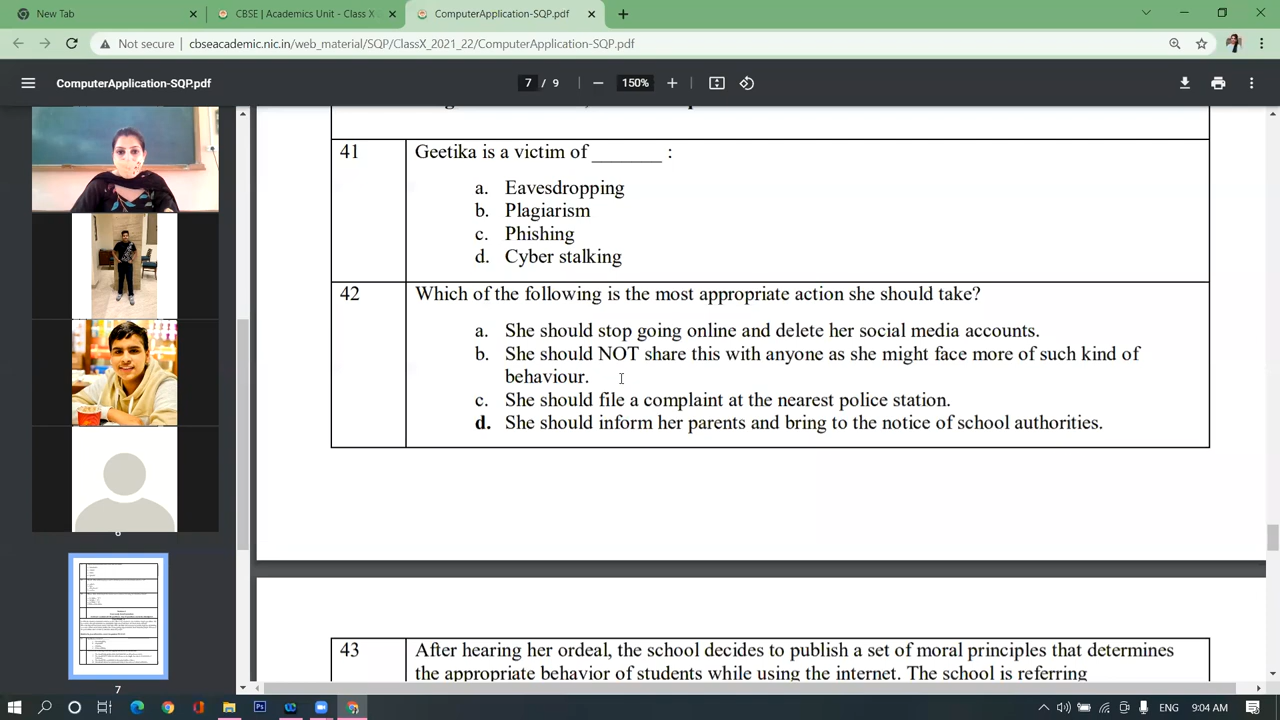 New Tab
CBSE | Academics Unit - Class X
ComputerApplication-SQP.pdf
Not secure
cbseacademic.nic.in/web_material/SQP/ClassX_2021_22/ComputerApplication-SQP.pdf
ComputerApplication-SQP.pdf
7 / 9
150%
41
Geetika is a victim of _______ :
a. Eavesdropping
b. Plagiarism
c. Phishing
d. Cyber stalking
42
Which of the following is the most appropriate action she should take?
a. She should stop going online and delete her social media accounts.
b. She should NOT share this with anyone as she might face more of such kind of
behaviour.
c. She should file a complaint at the nearest police station.
d. She should inform her parents and bring to the notice of school authorities.
43
After hearing her ordeal, the school decides to publish a set of moral principles that determines
the appropriate behavior of students while using the internet. The school is referring
7
ENG
9:04 AM